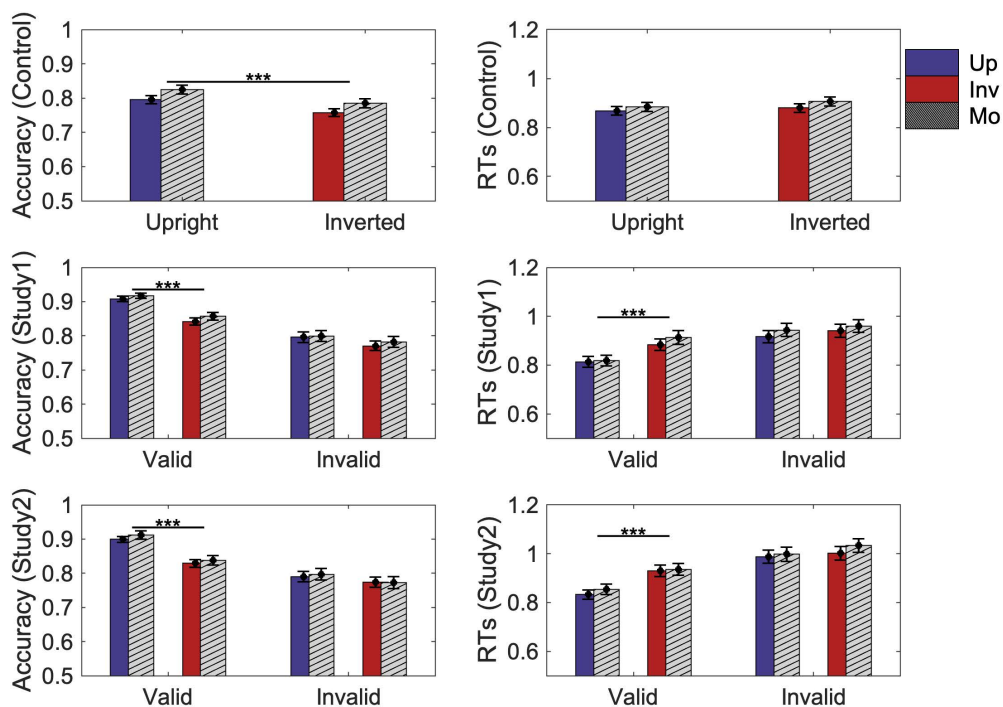 Accuracy (Control)
1
0.9
0.8
0.7
0.6
0.5
***
Upright
Inverted
RTs (Control)
1.2
1
0.8
0.6
Upright
Inverted
Up
Inv
Mo
Accuracy (Study1)
1
0.9
0.8
0.7
0.6
0.5
***
Valid
Invalid
RTs (Study1)
1.2
1
0.8
0.6
***
Valid
Invalid
Accuracy (Study2)
1
0.9
0.8
0.7
0.6
0.5
***
Valid
Invalid
RTs (Study2)
1.2
1
0.8
0.6
***
Valid
Invalid